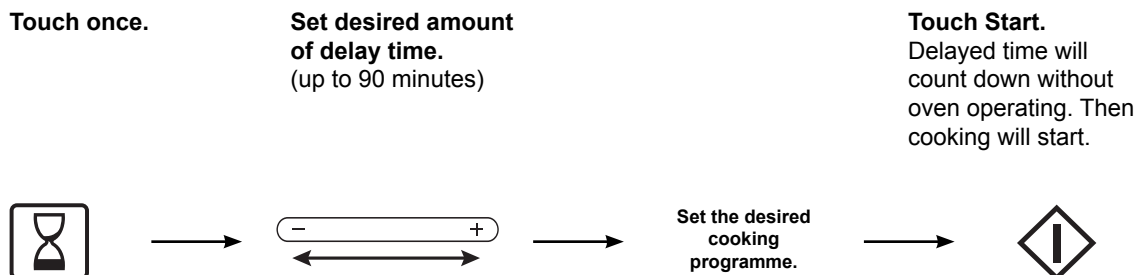 Touch once.
Set desired amount
of delay time.
(up to 90 minutes)
Touch Start.
Delayed time will
count down without
oven operating. Then
cooking will start.
− +
Set the desired
cooking
programme.